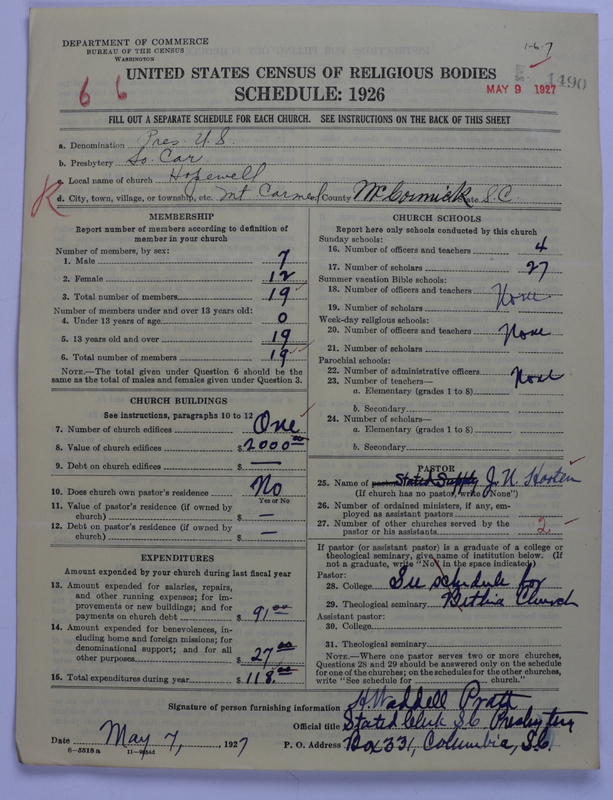 DEPARTMENT OF COMMERCE
BUREAU OF THE CENSUS
WASHINGTON
1-6-7
6 6
UNITED STATES CENSUS OF RELIGIOUS BODIES
SCHEDULE: 1926
MAY 9 1927
1490
FILL OUT A SEPARATE SCHEDULE FOR EACH CHURCH. SEE INSTRUCTIONS ON THE BACK OF THIS SHEET
a. Denomination Pres. U.S.
b. Presbytery So. Car.
c. Local name of church Hopewell
d. City, town, village, or township, etc. Mt Carmel County McCormick State S.C.
MEMBERSHIP
Report number of members according to definition of
member in your church
Number of members, by sex:
1. Male 7
2. Female 12
3. Total number of members 19
Number of members under and over 13 years old:
4. Under 13 years of age 0
5. 13 years old and over 19
6. Total number of members 19
NOTE.—The total given under Question 6 should be
same as the total of males and females given under Question 3.
CHURCH BUILDINGS
See instructions, paragraphs 10 to 12
7. Number of church edifices One
8. Value of church edifices $ 2000 00
9. Debt on church edifices $ —
10. Does church own pastor's residence No
Yes or No
11. Value of pastor's residence (if owned by
church) $ —
12. Debt on pastor's residence (if owned by
church) $ —
EXPENDITURES
Amount expended by your church during last fiscal year
13. Amount expended for salaries, repairs,
and other running expenses; for im-
provements or new buildings; and for
payments on church debt $ 91 00
14. Amount expended for benevolences, in-
cluding home and foreign missions; for
denominational support; and for all
other purposes $ 27 00
15. Total expenditures during year $ 118 00
CHURCH SCHOOLS
Report here only schools conducted by this church
Sunday schools:
16. Number of officers and teachers 4
17. Number of scholars 27
Summer vacation Bible schools:
18. Number of officers and teachers None
19. Number of scholars
Week-day religious schools:
20. Number of officers and teachers None
21. Number of scholars
Parochial schools:
22. Number of administrative officers None
23. Number of teachers—
a. Elementary (grades 1 to 8)
b. Secondary
24. Number of scholars—
a. Elementary (grades 1 to 8)
b. Secondary
PASTOR
25. Name of pastor Stated Supply J. N.
(If church has no pastor, write "None")
26. Number of ordained ministers, if any, em-
ployed as assistant pastors
27. Number of other churches served by the
pastor or his assistants 2
If pastor (or assistant pastor) is a graduate of a college or
theological seminary, give name of institution below. (If
not a graduate, write "No" in the space indicated)
Pastor:
28. College See schedule for
29. Theological seminary Bethia Church
Assistant pastor:
30. College
31. Theological seminary
NOTE.—Where one pastor serves two or more churches,
Questions 28 and 29 should be answered only on the schedule
for one of the churches; on the schedules for the other churches,
write "See schedule for church."
Signature of person furnishing information H. Waddell Pratt
Official title Stated Clerk S.C. Presbytery
Date May 7, 1927 P. O. Address Box 331, Columbia, S.C.